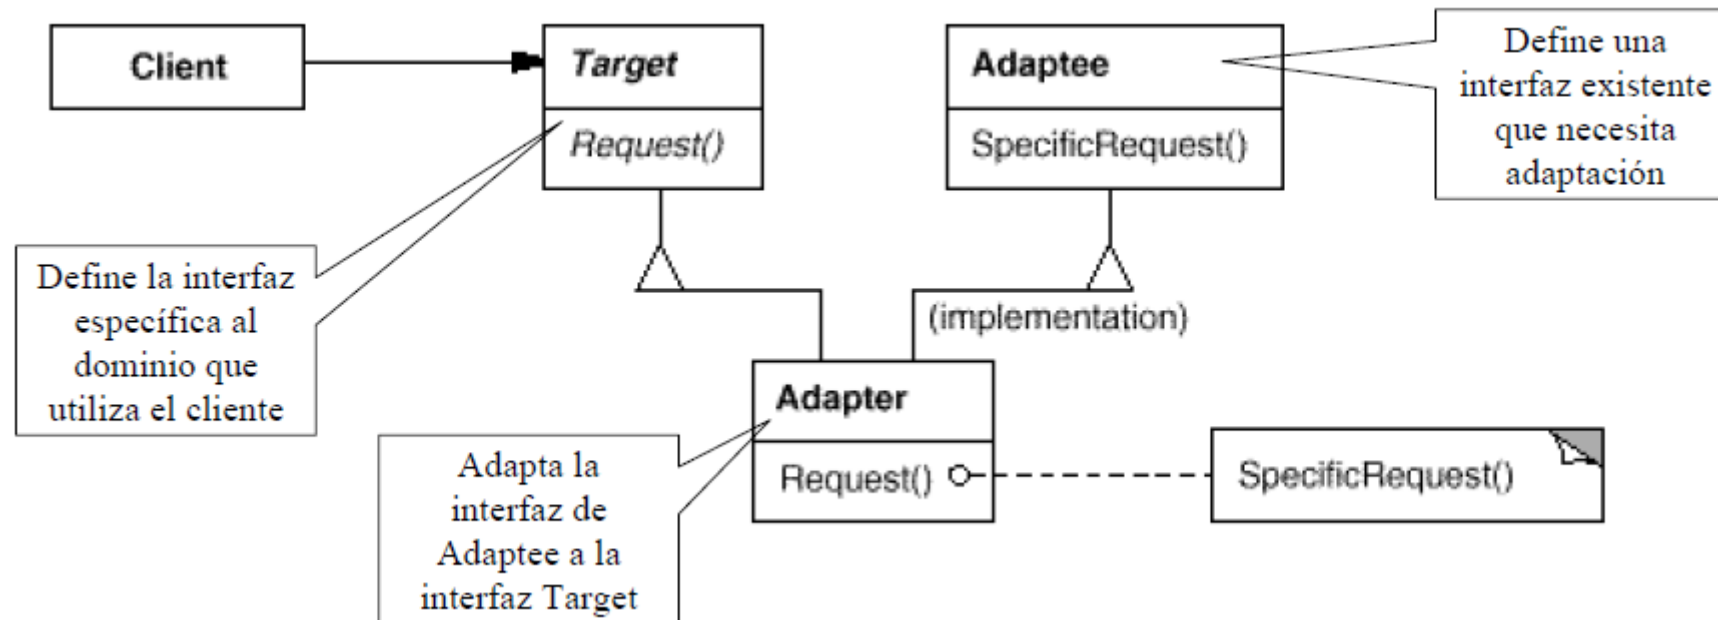 Client
Target
Request()
Adaptee
SpecificRequest()
Define una
interfaz existente
que necesita
adaptación
Define la interfaz
específica al
dominio que
utiliza el cliente
(implementation)
Adapter
Request()
SpecificRequest()
Adapta la
interfaz de
Adaptee a la
interfaz Target